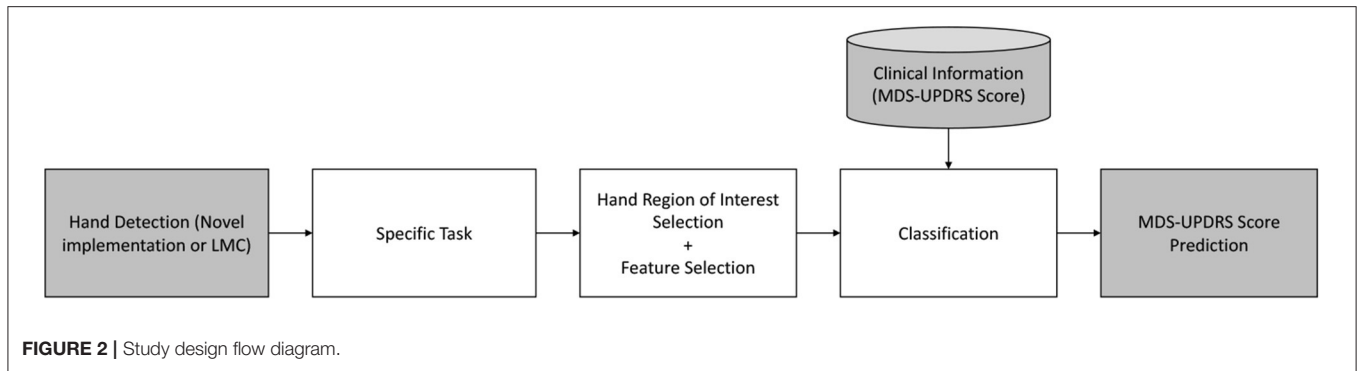 Clinical Information
(MDS-UPDRS Score)
Hand Detection (Novel
implementation or LMC)
Specific Task
Hand Region of Interest
Selection
+
Feature Selection
Classification
MDS-UPDRS Score
Prediction
FIGURE 2 | Study design flow diagram.